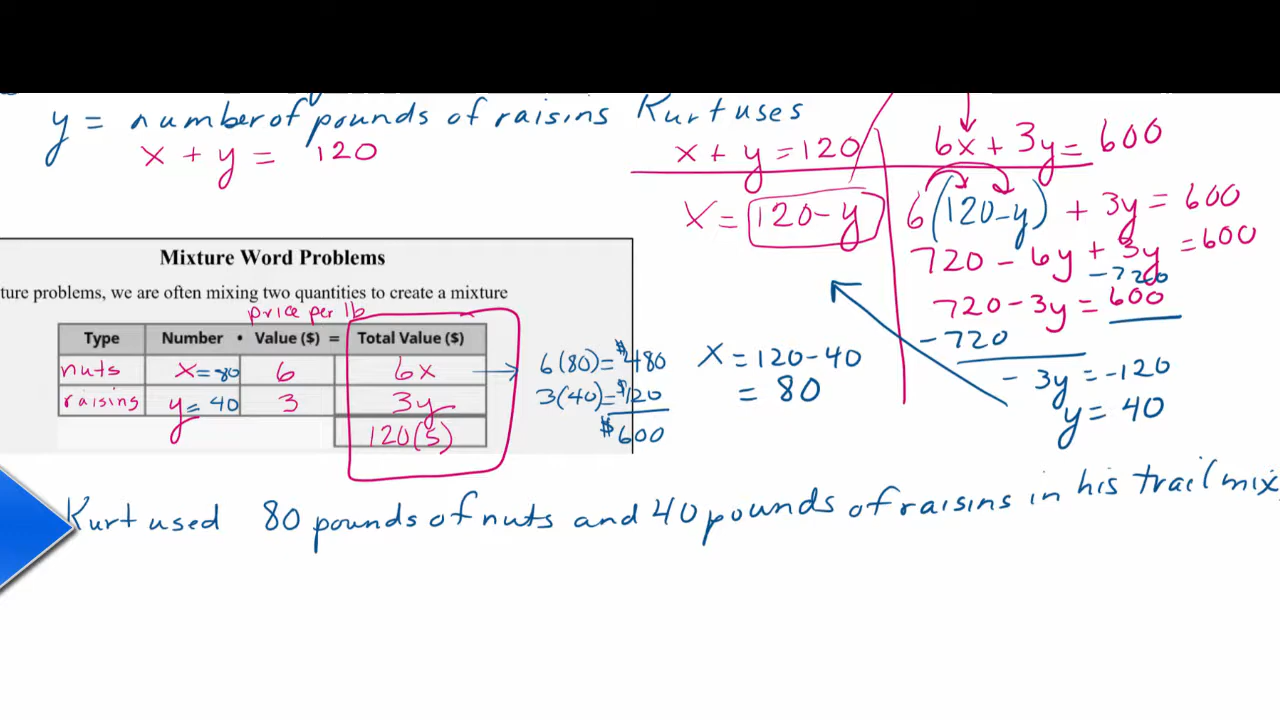 y = number of pounds of raisins Kurt uses
x + y = 120
Mixture Word Problems
ture problems, we are often mixing two quantities to create a mixture
price per lb
Type Number • Value ($) = Total Value ($)
nuts x = 80 6 6x
raising y = 40 3 3y
120(5)
6(80) = $480
3(40) = $120
$600
x + y = 120
x = 120 - y
x = 120 - 40
= 80
6x + 3y = 600
6(120 - y) + 3y = 600
720 - 6y + 3y = 600
-720
720 - 3y = 600
-720
-3y = -120
y = 40
Kurt used 80 pounds of nuts and 40 pounds of raisins in his trail mix